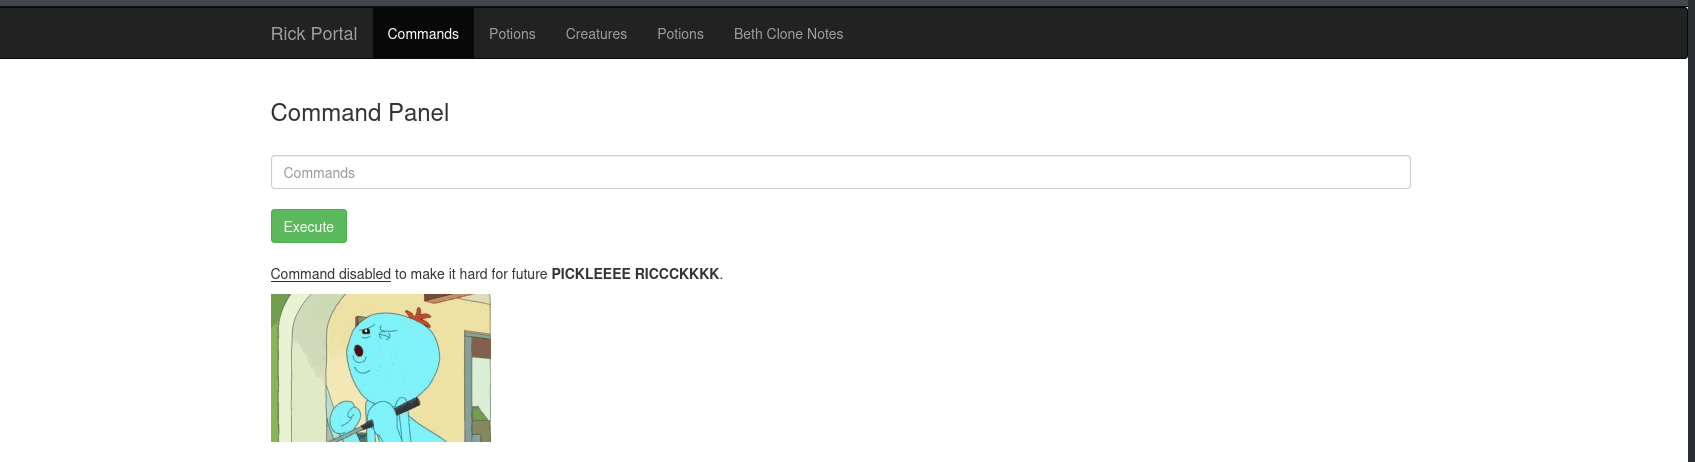 Rick Portal Commands Potions Creatures Potions Beth Clone Notes
Command Panel
Commands
Execute
Command disabled to make it hard for future PICKLEEEE RICCCKKKK.